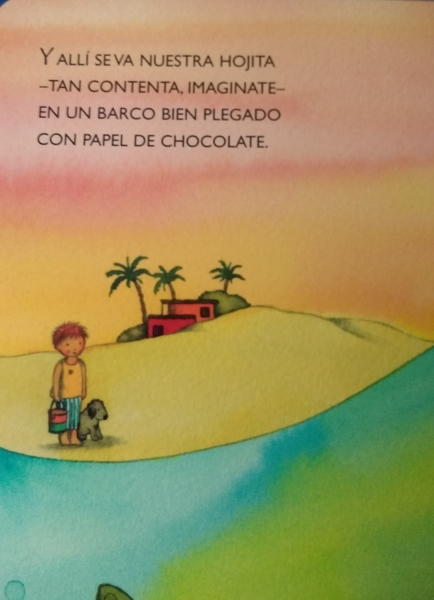 Y ALLÍ SE VA NUESTRA HOJITA
–TAN CONTENTA, IMAGINATE–
EN UN BARCO BIEN PLEGADO
CON PAPEL DE CHOCOLATE.